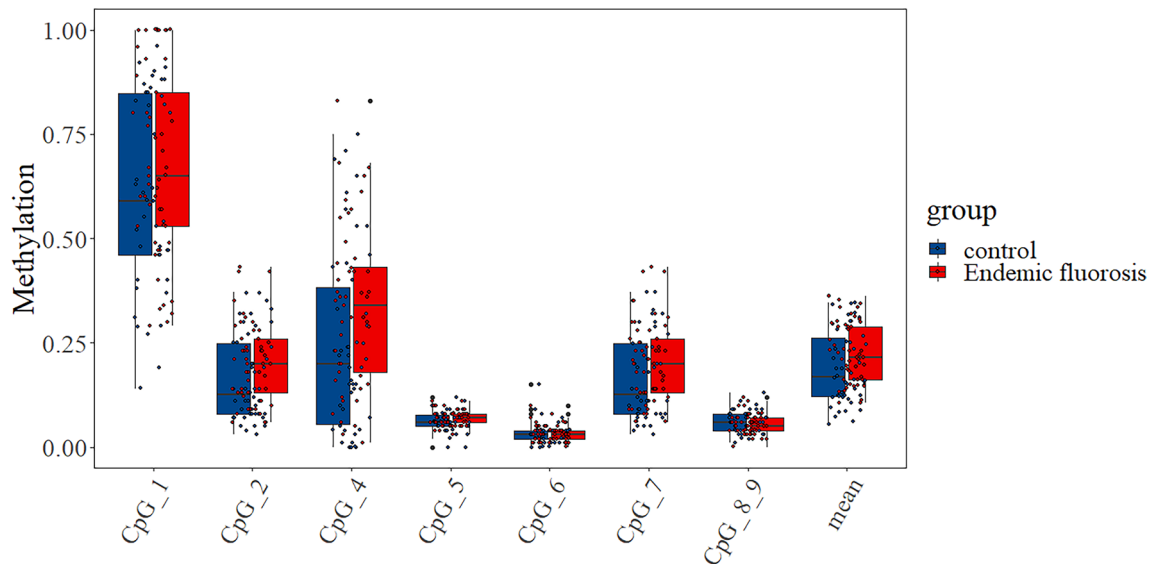 Methylation
1.00
0.75
0.50
0.25
0.00
CpG_1
CpG_2
CpG_4
CpG_5
CpG_6
CpG_7
CpG_8_9
mean
group
control
Endemic fluorosis